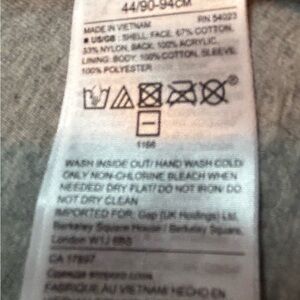 44/90-94CM
MADE IN VIETNAM RN 54023
■ US/GB : SHELL: FACE, 67% COTTON,
33% NYLON, BACK, 100% ACRYLIC,
LINING: BODY, 100% COTTON, SLEEVE,
100% POLYESTER
1166
WASH INSIDE OUT/ HAND WASH COLD/
ONLY NON-CHLORINE BLEACH WHEN
NEEDED/ DRY FLAT/ DO NOT IRON/ DO
NOT DRY CLEAN
IMPORTED FOR: Gap (UK Holdings) Ltd.
Berkeley Square House / Berkeley Square,
London W1J 6BS
CA 17897
FABRIQUÉ AU VIETNAM/ HECHO EN